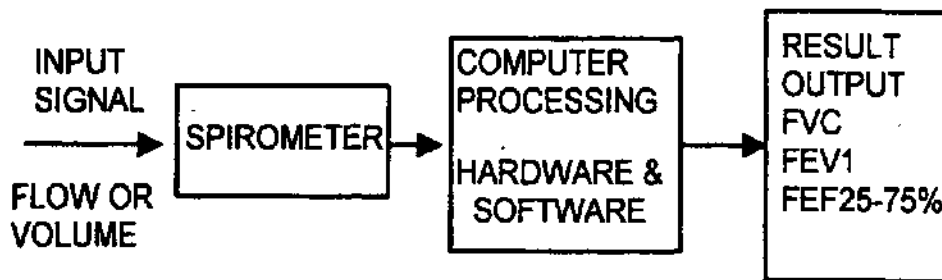 INPUT
SIGNAL
FLOW OR
VOLUME
SPIROMETER
COMPUTER
PROCESSING
HARDWARE &
SOFTWARE
RESULT
OUTPUT
FVC
FEV1
FEF25-75%